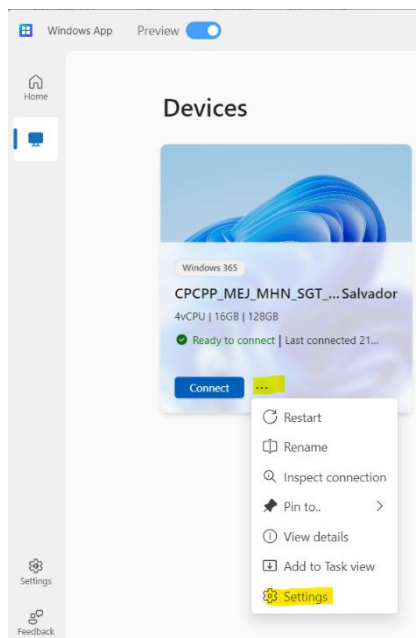 Windows App Preview
Home
Devices
Windows 365
CPCPP_MEJ_MHN_SGT_... Salvador
4vCPU | 16GB | 128GB
Ready to connect | Last connected 21...
Connect ...
Restart
Rename
Inspect connection
Pin to.. >
View details
Add to Task view
Settings
Settings
Feedback